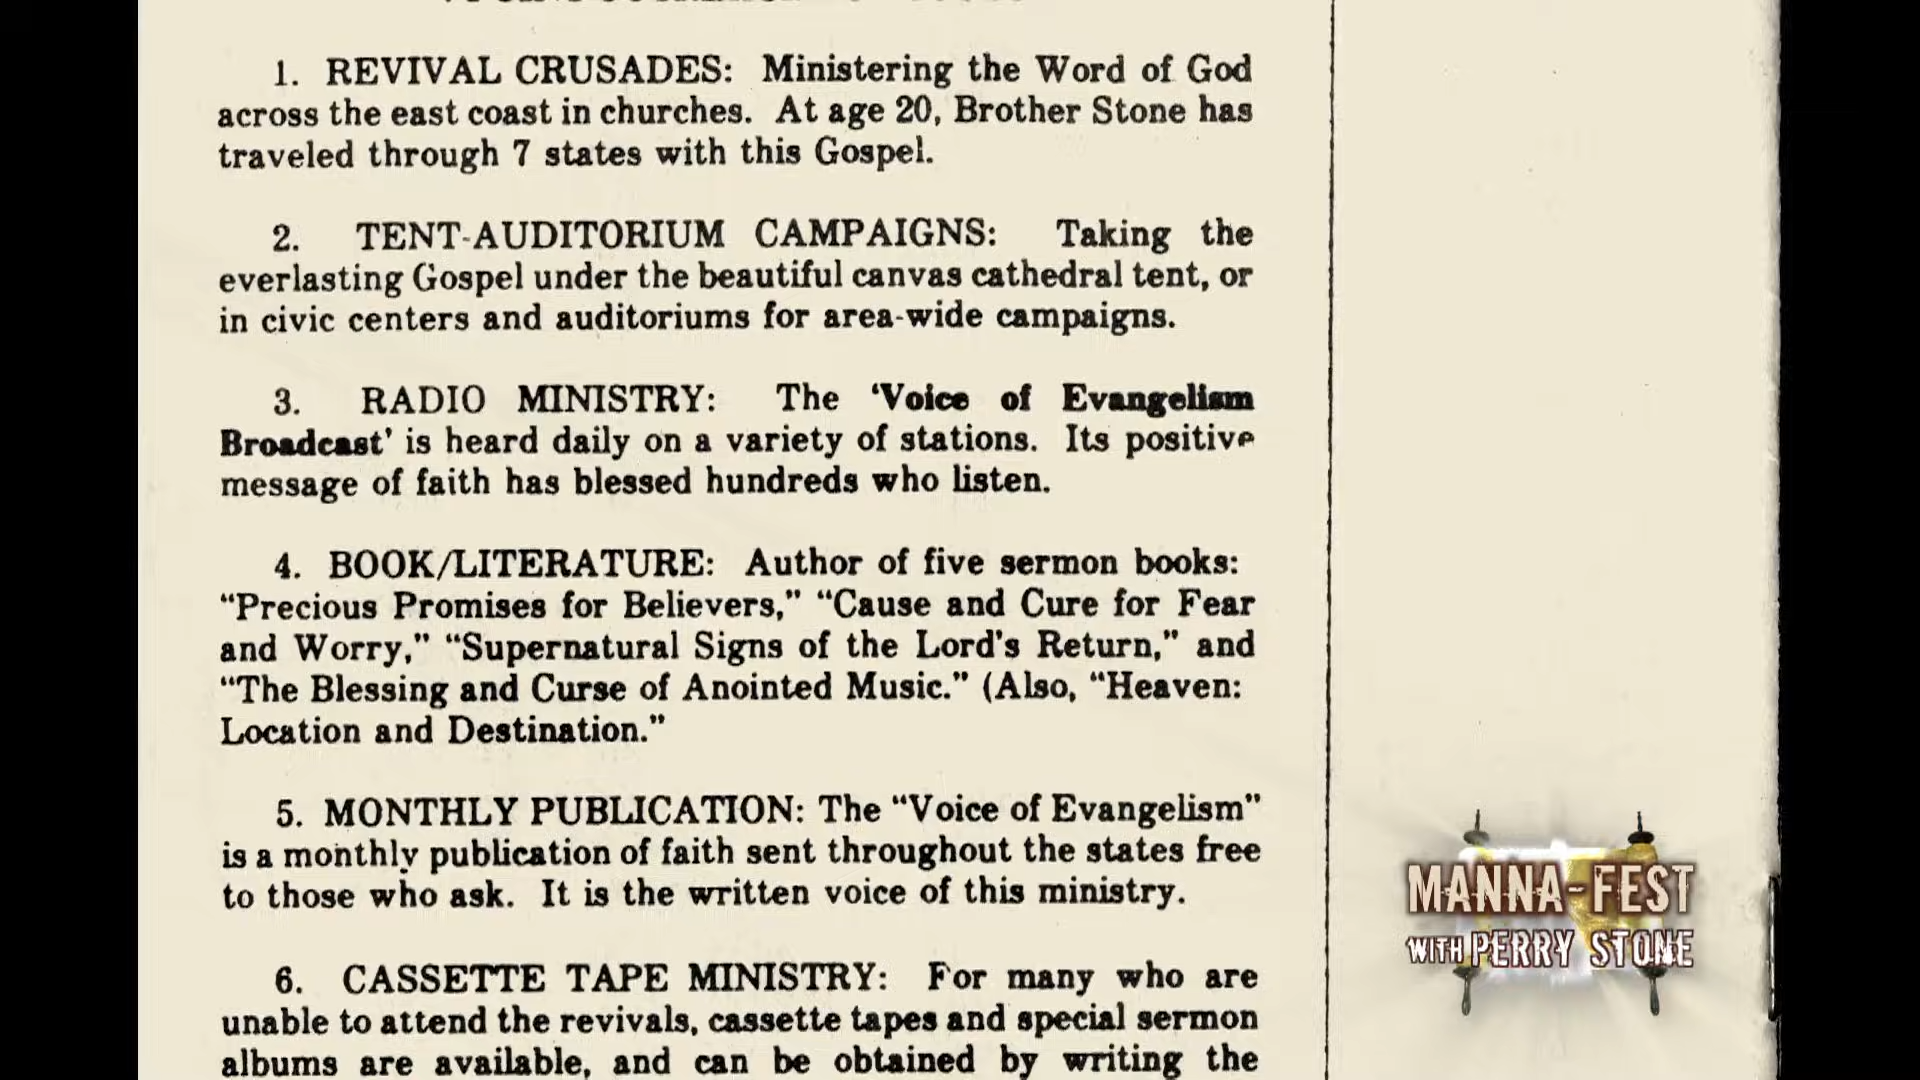 1. REVIVAL CRUSADES: Ministering the Word of God
across the east coast in churches. At age 20, Brother Stone has
traveled through 7 states with this Gospel.
2. TENT-AUDITORIUM CAMPAIGNS: Taking the
everlasting Gospel under the beautiful canvas cathedral tent, or
in civic centers and auditoriums for area-wide campaigns.
3. RADIO MINISTRY: The ‘Voice of Evangelism
Broadcast’ is heard daily on a variety of stations. Its positive
message of faith has blessed hundreds who listen.
4. BOOK/LITERATURE: Author of five sermon books:
“Precious Promises for Believers,” “Cause and Cure for Fear
and Worry,” “Supernatural Signs of the Lord's Return,” and
“The Blessing and Curse of Anointed Music.” (Also, “Heaven:
Location and Destination.”
5. MONTHLY PUBLICATION: The “Voice of Evangelism”
is a monthly publication of faith sent throughout the states free
to those who ask. It is the written voice of this ministry.
6. CASSETTE TAPE MINISTRY: For many who are
unable to attend the revivals, cassette tapes and special sermon
albums are available, and can be obtained by writing the
MANNA-FEST
WITH PERRY STONE